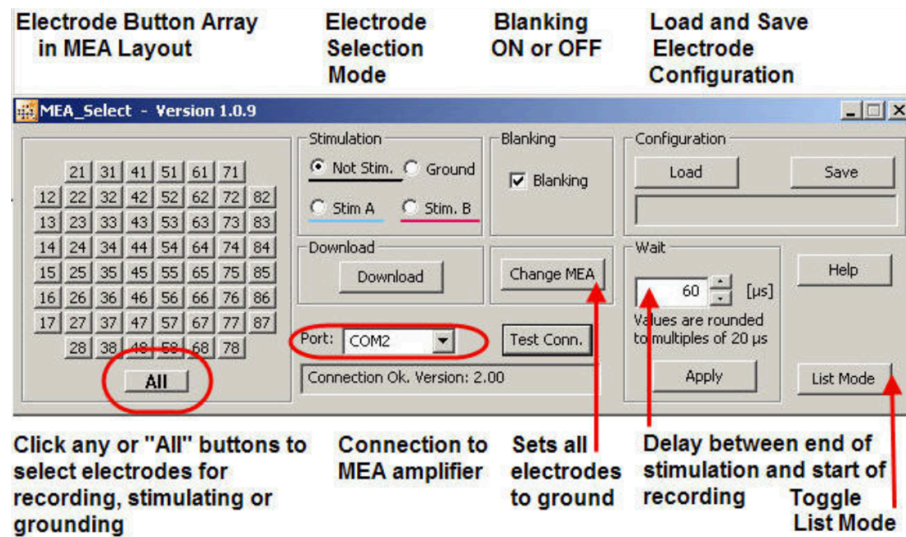 Electrode Button Array
in MEA Layout
Electrode
Selection
Mode
Blanking
ON or OFF
Load and Save
Electrode
Configuration
MEA_Select - Version 1.0.9
21 31 41 51 61 71
12 22 32 42 52 62 72 82
13 23 33 43 53 63 73 83
14 24 34 44 54 64 74 84
15 25 35 45 55 65 75 85
16 26 36 46 56 66 76 86
17 27 37 47 57 67 77 87
28 38 48 58 68 78
All
Stimulation
Not Stim. Ground
Stim A Stim. B
Blanking
Blanking
Configuration
Load Save
Download
Download
Change MEA
Wait
60 [µs]
Values are rounded
to multiples of 20 µs
Apply
Help
List Mode
Port: COM2
Test Conn.
Connection Ok. Version: 2.00
Click any or "All" buttons to
select electrodes for
recording, stimulating or
grounding
Connection to
MEA amplifier
Sets all
electrodes
to ground
Delay between end of
stimulation and start of
recording
Toggle
List Mode